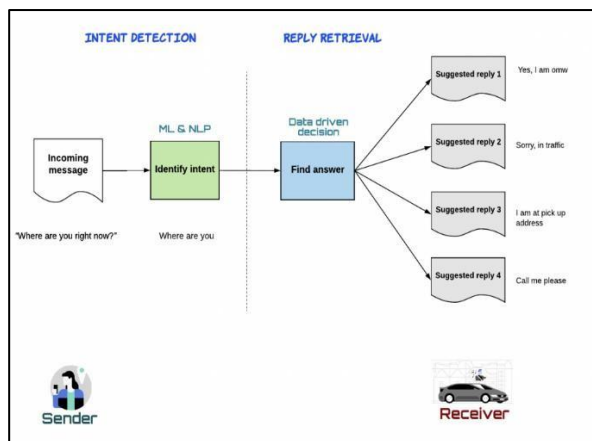 INTENT DETECTION
REPLY RETRIEVAL
ML & NLP
Identify intent
Incoming
message
"Where are you right now?"
Where are you
Data driven
decision
Find answer
Suggested reply 1
Yes, I am omw
Suggested reply 2
Sorry, in traffic
Suggested reply 3
I am at pick up
address
Suggested reply 4
Call me please
Sender
Receiver